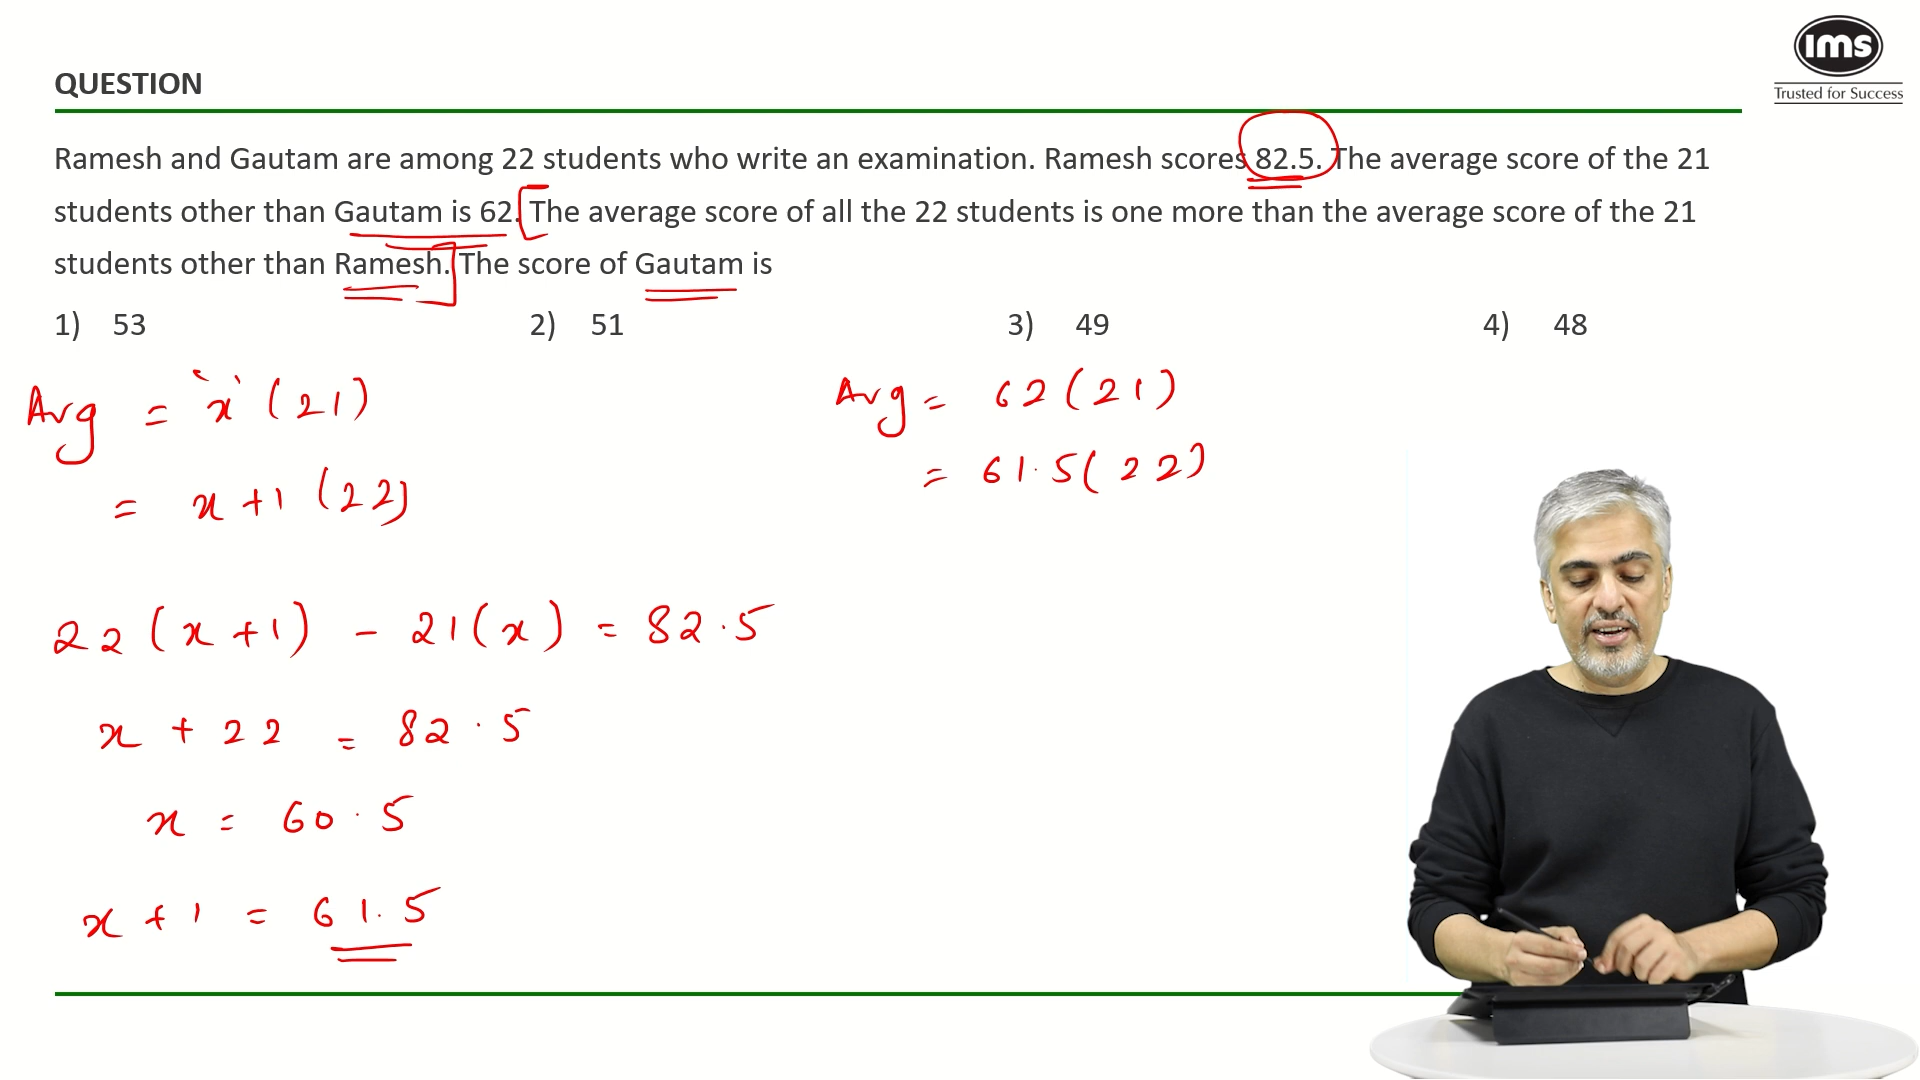 ims
Trusted for Success
QUESTION
Ramesh and Gautam are among 22 students who write an examination. Ramesh scores 82.5. The average score of the 21
students other than Gautam is 62. The average score of all the 22 students is one more than the average score of the 21
students other than Ramesh. The score of Gautam is
1) 53 2) 51 3) 49 4) 48
Avg = 'x' (21)
= x+1 (22)
22(x+1) - 21(x) = 82.5
x + 22 = 82.5
x = 60.5
x + 1 = 61.5
Avg = 62(21)
= 61.5(22)